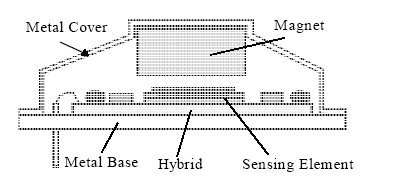 Metal Cover
Magnet
Metal Base
Hybrid
Sensing Element